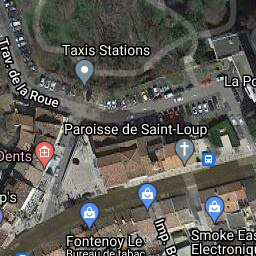 Taxis Stations
Trav. de la Roue
La Po
Paroisse de Saint-Loup
Dents
p's
Fontenoy Le
Bureau de tabac
Imp. B
Smoke Eas
Electroniqu